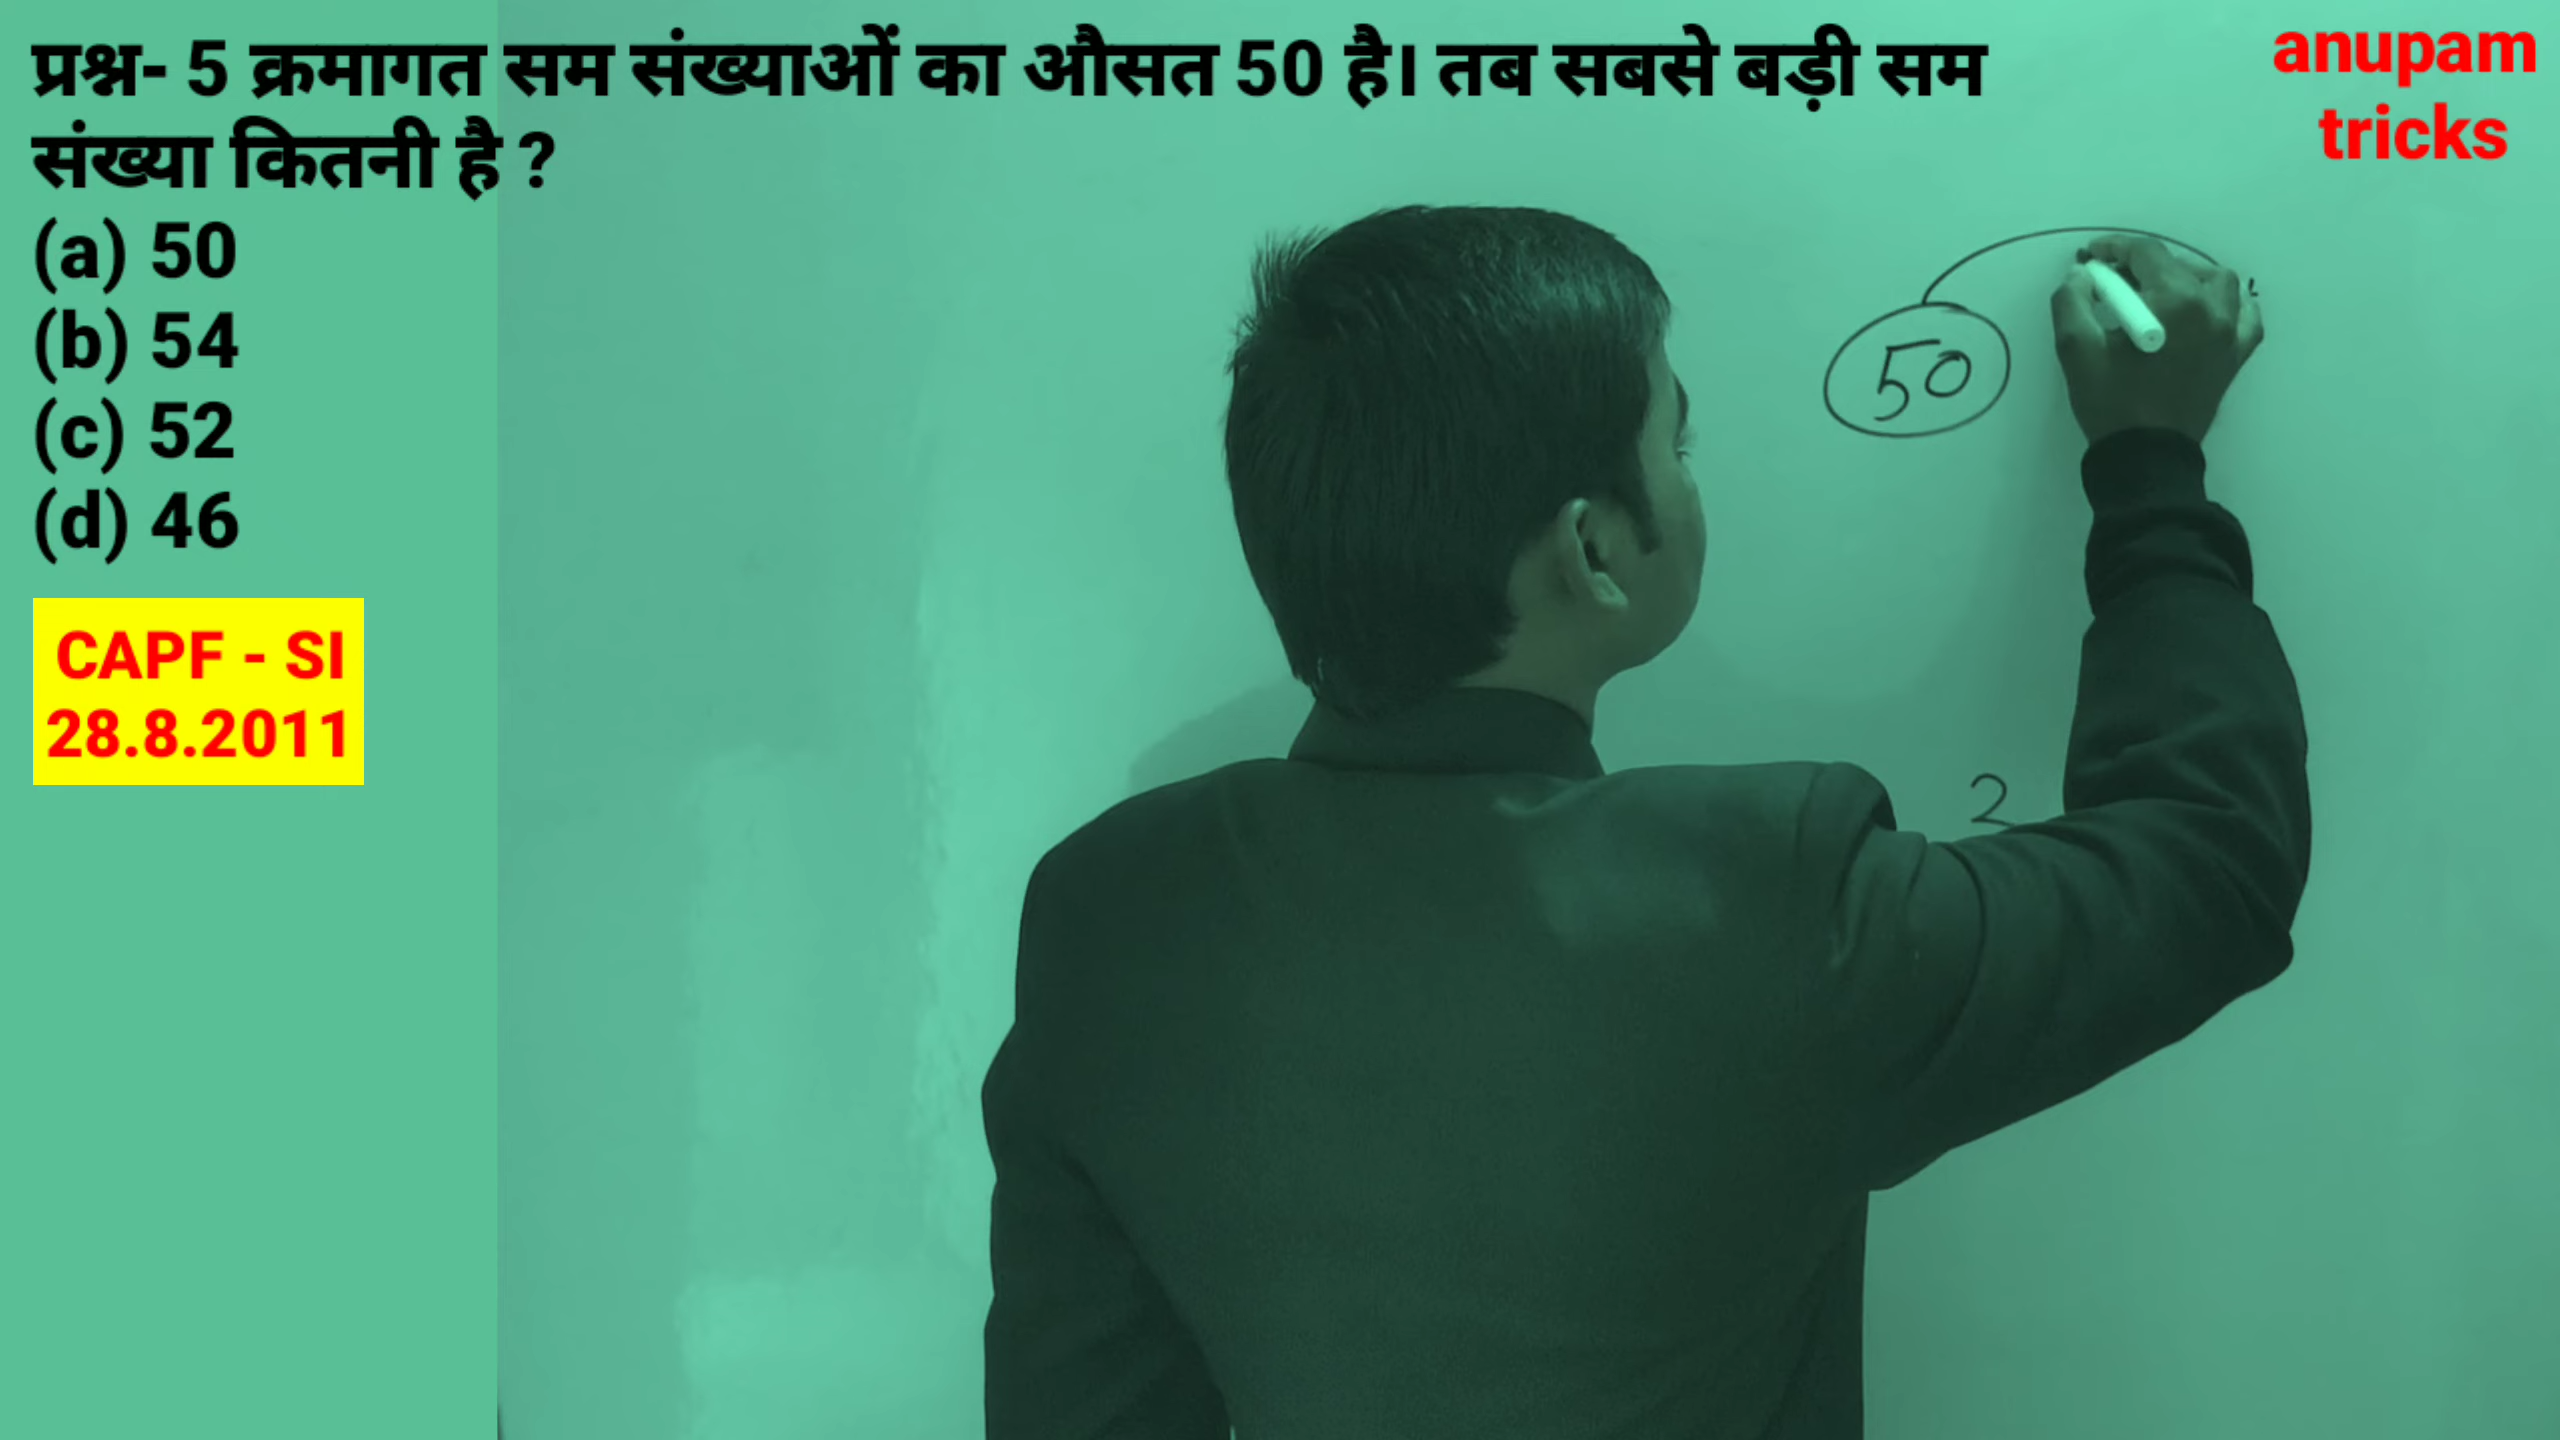 प्रश्न- 5 क्रमागत सम संख्याओं का औसत 50 है। तब सबसे बड़ी सम
संख्या कितनी है ?
(a) 50
(b) 54
(c) 52
(d) 46
CAPF - SI
28.8.2011
anupam
tricks
50
2